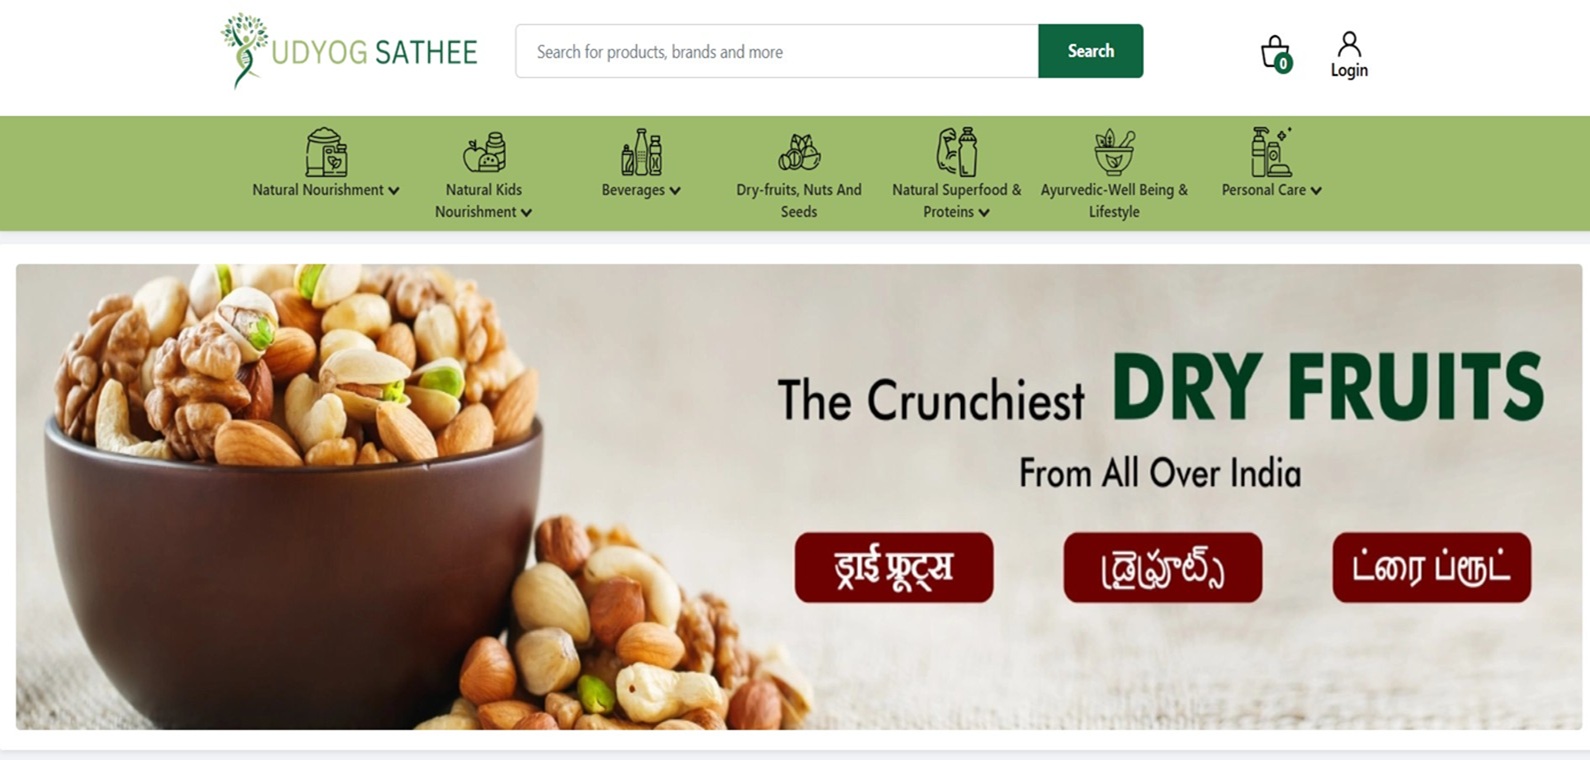 UDYOG SATHEE
Search for products, brands and more
Search
0
Login
Natural Nourishment
Natural Kids
Nourishment
Beverages
Dry-fruits, Nuts And
Seeds
Natural Superfood &
Proteins
Ayurvedic-Well Being &
Lifestyle
Personal Care
The Crunchiest DRY FRUITS
From All Over India
ड्राई फ्रूट्स
డ్రైఫ్రూట్స్
ட்ரை ப்ரூட்